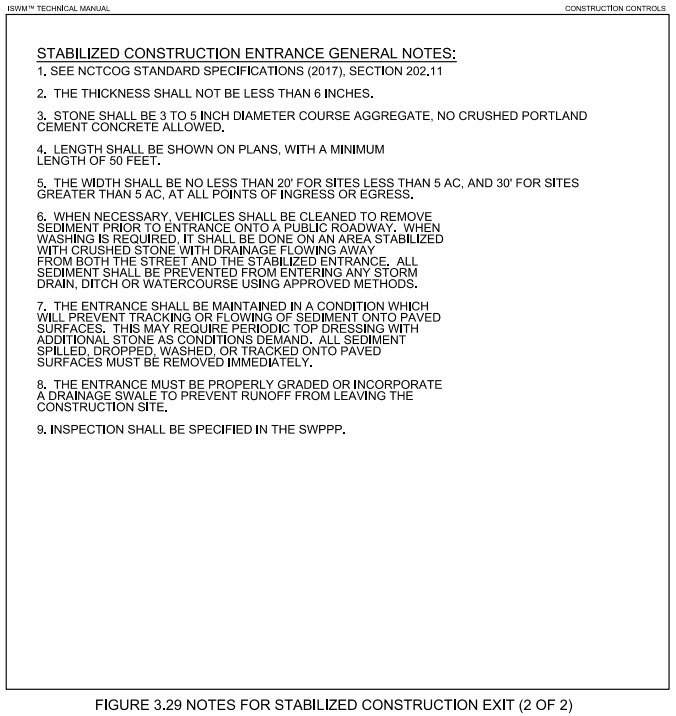 ISWM™ TECHNICAL MANUAL
CONSTRUCTION CONTROLS
STABILIZED CONSTRUCTION ENTRANCE GENERAL NOTES:
1. SEE NCTCOG STANDARD SPECIFICATIONS (2017), SECTION 202.11
2. THE THICKNESS SHALL NOT BE LESS THAN 6 INCHES.
3. STONE SHALL BE 3 TO 5 INCH DIAMETER COURSE AGGREGATE, NO CRUSHED PORTLAND
CEMENT CONCRETE ALLOWED.
4. LENGTH SHALL BE SHOWN ON PLANS, WITH A MINIMUM
LENGTH OF 50 FEET.
5. THE WIDTH SHALL BE NO LESS THAN 20' FOR SITES LESS THAN 5 AC, AND 30' FOR SITES
GREATER THAN 5 AC, AT ALL POINTS OF INGRESS OR EGRESS.
6. WHEN NECESSARY, VEHICLES SHALL BE CLEANED TO REMOVE
SEDIMENT PRIOR TO ENTRANCE ONTO A PUBLIC ROADWAY. WHEN
WASHING IS REQUIRED, IT SHALL BE DONE ON AN AREA STABILIZED
WITH CRUSHED STONE WITH DRAINAGE FLOWING AWAY
FROM BOTH THE STREET AND THE STABILIZED ENTRANCE. ALL
SEDIMENT SHALL BE PREVENTED FROM ENTERING ANY STORM
DRAIN, DITCH OR WATERCOURSE USING APPROVED METHODS.
7. THE ENTRANCE SHALL BE MAINTAINED IN A CONDITION WHICH
WILL PREVENT TRACKING OR FLOWING OF SEDIMENT ONTO PAVED
SURFACES. THIS MAY REQUIRE PERIODIC TOP DRESSING WITH
ADDITIONAL STONE AS CONDITIONS DEMAND. ALL SEDIMENT
SPILLED, DROPPED, WASHED, OR TRACKED ONTO PAVED
SURFACES MUST BE REMOVED IMMEDIATELY.
8. THE ENTRANCE MUST BE PROPERLY GRADED OR INCORPORATE
A DRAINAGE SWALE TO PREVENT RUNOFF FROM LEAVING THE
CONSTRUCTION SITE.
9. INSPECTION SHALL BE SPECIFIED IN THE SWPPP.
FIGURE 3.29 NOTES FOR STABILIZED CONSTRUCTION EXIT (2 OF 2)